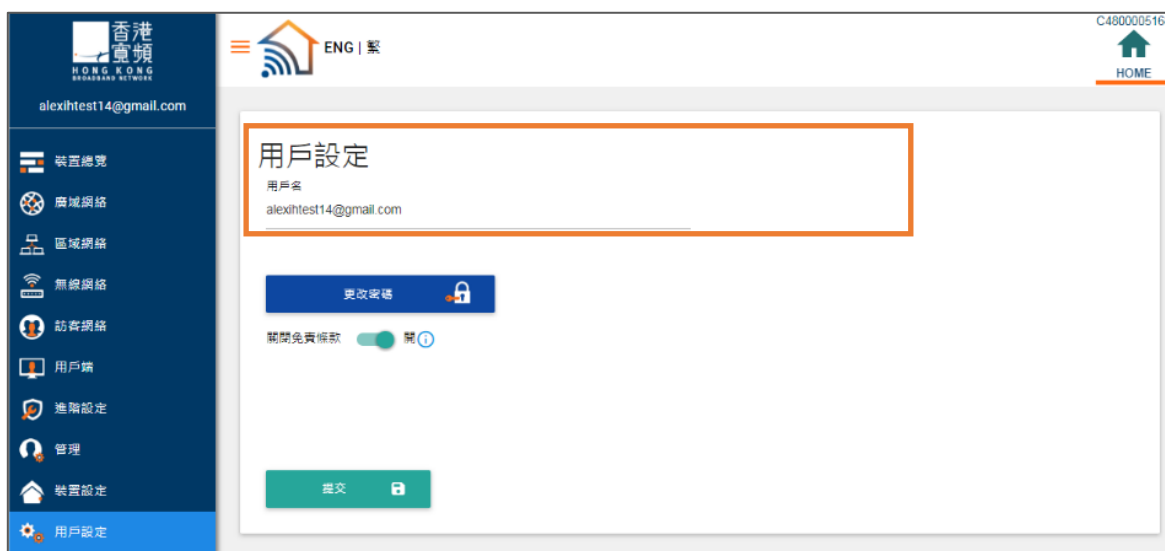 香港
寬頻
HONG KONG
BROADBAND NETWORK
alexihtest14@gmail.com
裝置總覽
廣域網絡
區域網絡
無線網絡
訪客網絡
用戶端
進階設定
管理
裝置設定
用戶設定
ENG | 繁
C480000516
HOME
用戶設定
用戶名
alexihtest14@gmail.com
更改密碼
關閉免責條款 開
提交